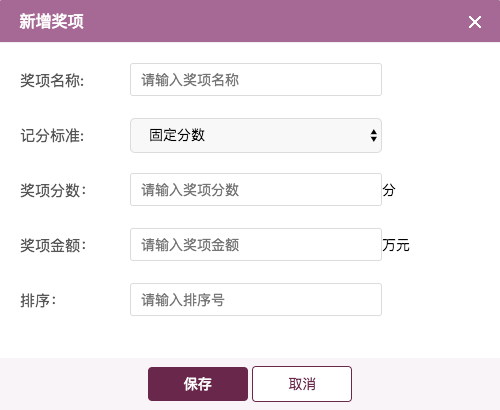 新增奖项
奖项名称:
请输入奖项名称
记分标准:
固定分数
奖项分数：
请输入奖项分数
分
奖项金额：
请输入奖项金额
万元
排序：
请输入排序号
保存
取消